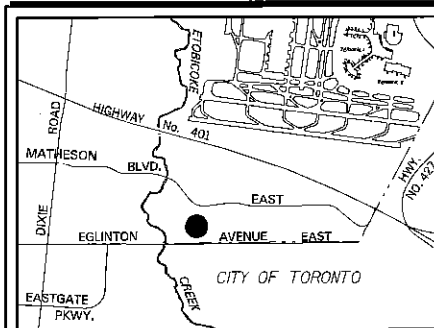 ETOBICOKE
HIGHWAY No. 401
ROAD
MATHESON BLVD. EAST
HWY. No. 427
DIXIE
EGLINTON AVENUE EAST
CREEK
CITY OF TORONTO
EASTGATE
PKWY.